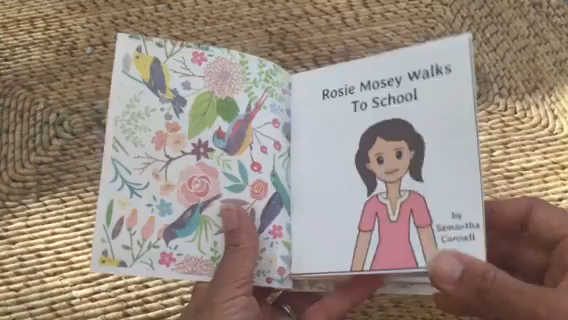 Rosie Mosey Walks
To School
by
Samantha
Connell